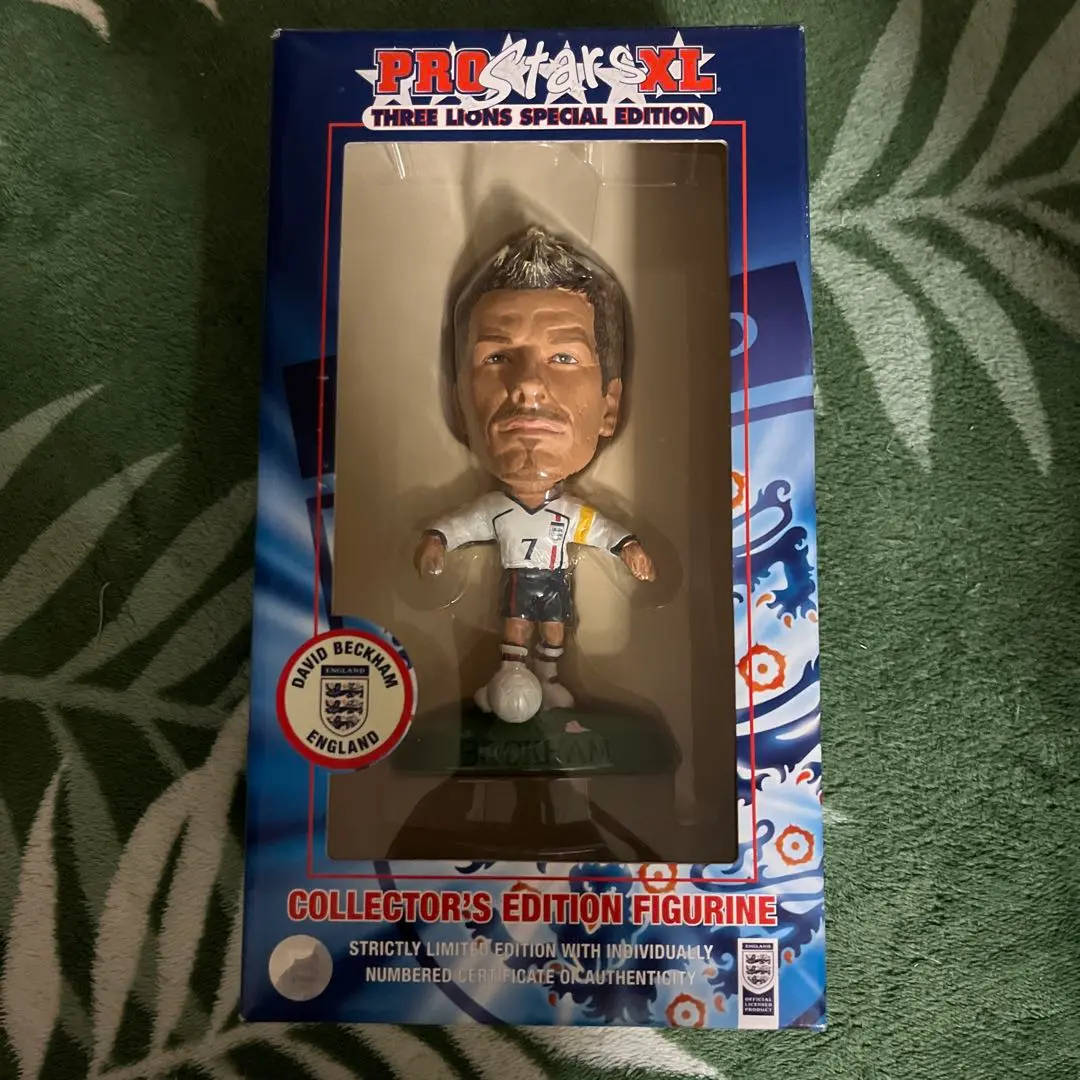 PROStarsXL
THREE LIONS SPECIAL EDITION
7
BECKHAM
DAVID BECKHAM
ENGLAND
ENGLAND
COLLECTOR'S EDITION FIGURINE
STRICTLY LIMITED EDITION WITH INDIVIDUALLY
NUMBERED CERTIFICATE OF AUTHENTICITY
ENGLAND
OFFICIAL
LICENSED
PRODUCT